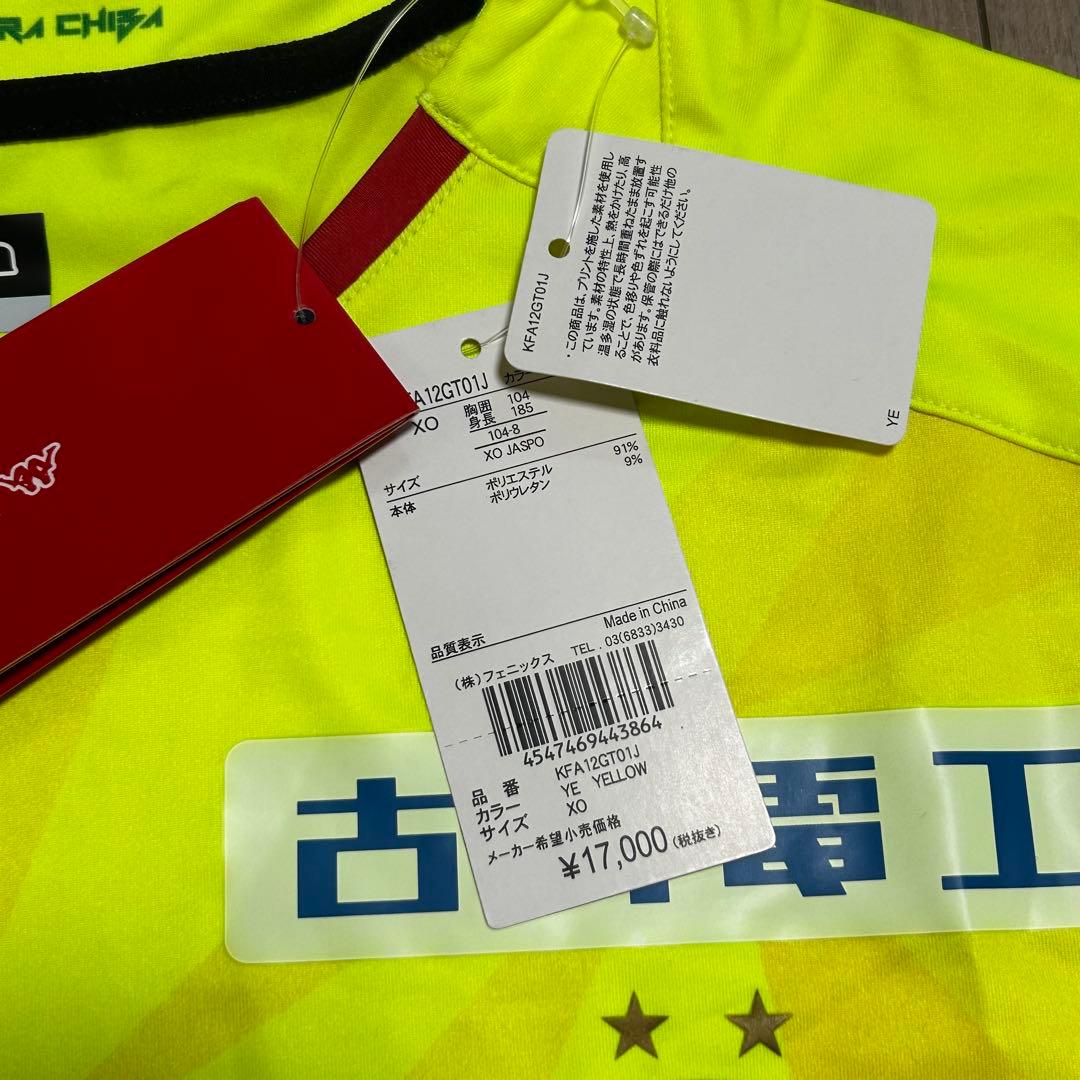 RA CHIBA
KFA12GT01J
・この商品は、プリントを施した素材を使用し
ています。素材の特性上、熱をかけたり、高
温多湿の状態で長時間重ねたまま放置す
ることで、色移りや色ずれを起こす可能性
があります。保管の際にはできるだけ他の
衣料品に触れないようにしてください。
YE
FA12GT01J カラー
XO 胸囲 104
身長 185
104-8
XO JASPO
サイズ
本体 ポリエステル 91%
ポリウレタン 9%
品質表示 Made in China
(株)フェニックス TEL.03(6833)3430
4547469443864
品番 KFA12GT01J
カラー YE YELLOW
サイズ XO
メーカー希望小売価格
¥17,000(税抜き)
古 電工